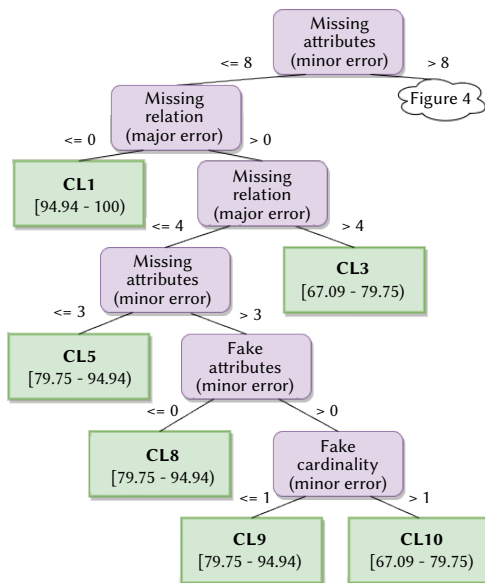 Missing
attributes
(minor error)
<= 8
> 8
Figure 4
Missing
relation
(major error)
<= 0
> 0
CL1
[94.94 - 100)
Missing
relation
(major error)
<= 4
> 4
Missing
attributes
(minor error)
CL3
[67.09 - 79.75)
<= 3
> 3
CL5
[79.75 - 94.94)
Fake
attributes
(minor error)
<= 0
> 0
CL8
[79.75 - 94.94)
Fake
cardinality
(minor error)
<= 1
> 1
CL9
[79.75 - 94.94)
CL10
[67.09 - 79.75)